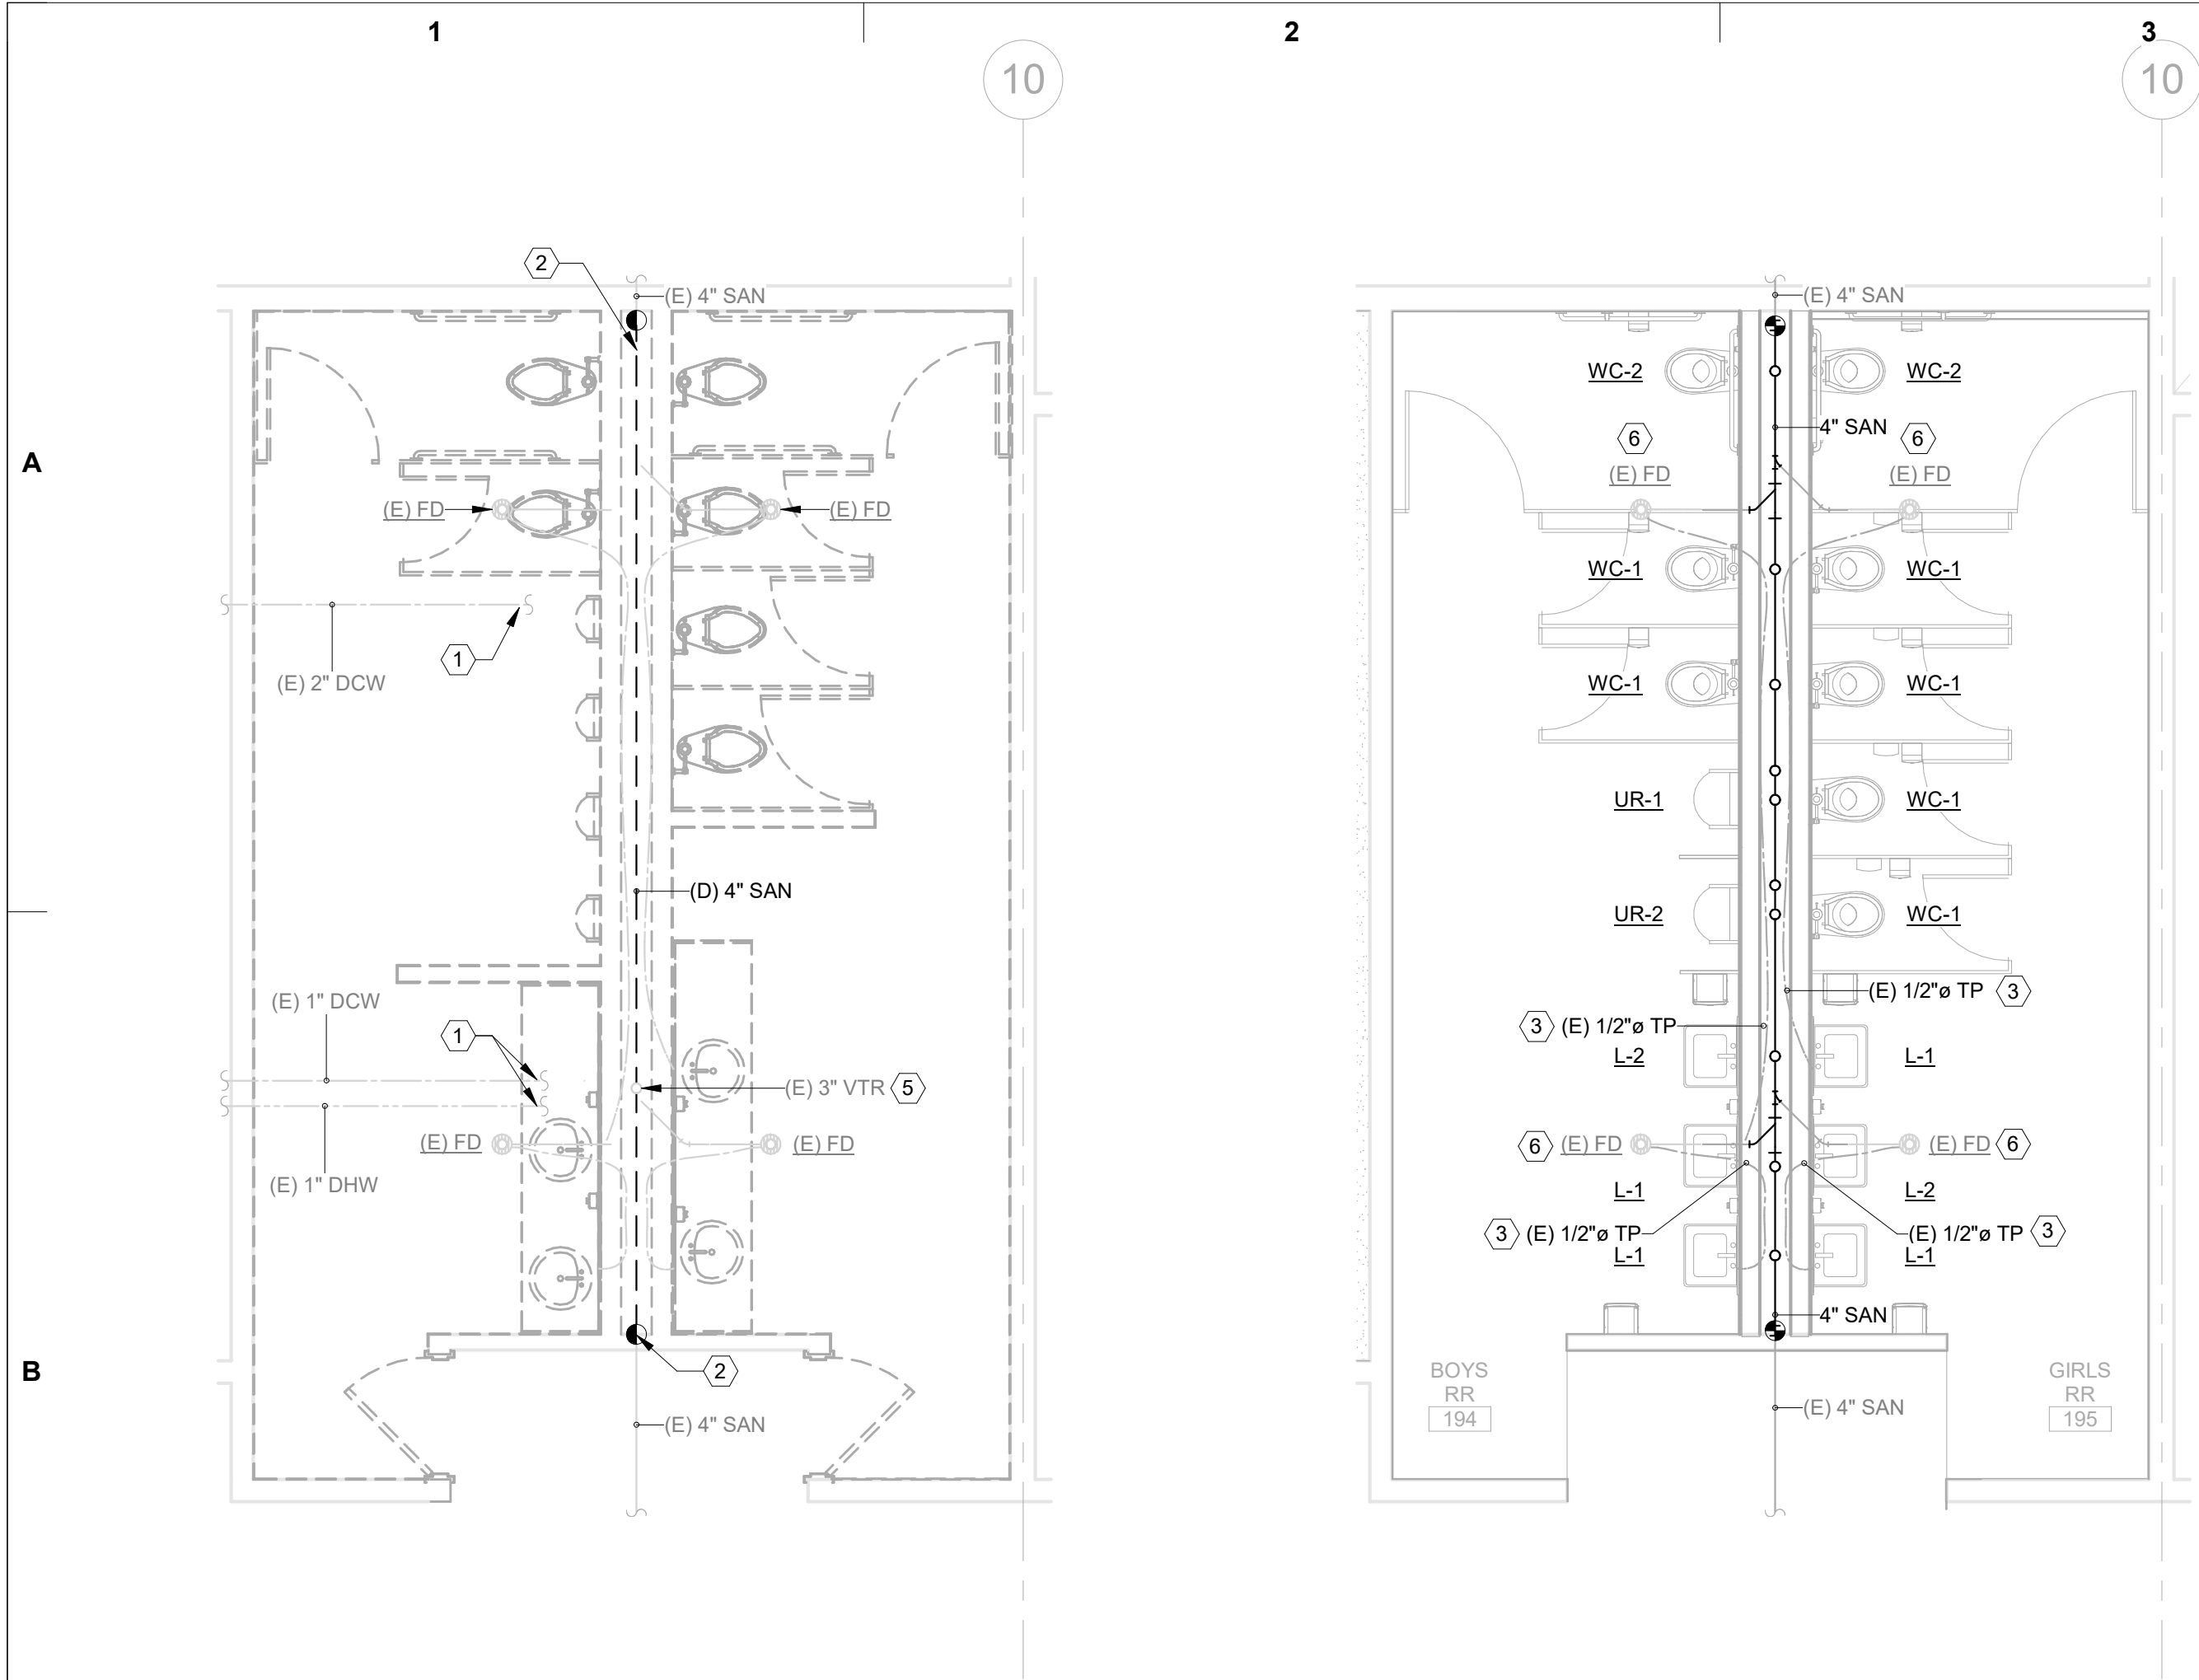 1
2
3
10
10
A
B
2
(E) 4" SAN
(E) FD
(E) FD
1
(E) 2" DCW
(D) 4" SAN
(E) 1" DCW
1
(E) 3" VTR 5
(E) FD
(E) FD
(E) 1" DHW
2
(E) 4" SAN
(E) 4" SAN
WC-2
WC-2
4" SAN
6
6
(E) FD
(E) FD
WC-1
WC-1
WC-1
WC-1
UR-1
WC-1
UR-2
WC-1
(E) 1/2"ø TP 3
3 (E) 1/2"ø TP
L-2
L-1
6 (E) FD
(E) FD 6
L-1
L-2
3 (E) 1/2"ø TP
(E) 1/2"ø TP 3
L-1
L-1
4" SAN
BOYS
RR
194
GIRLS
RR
195
(E) 4" SAN